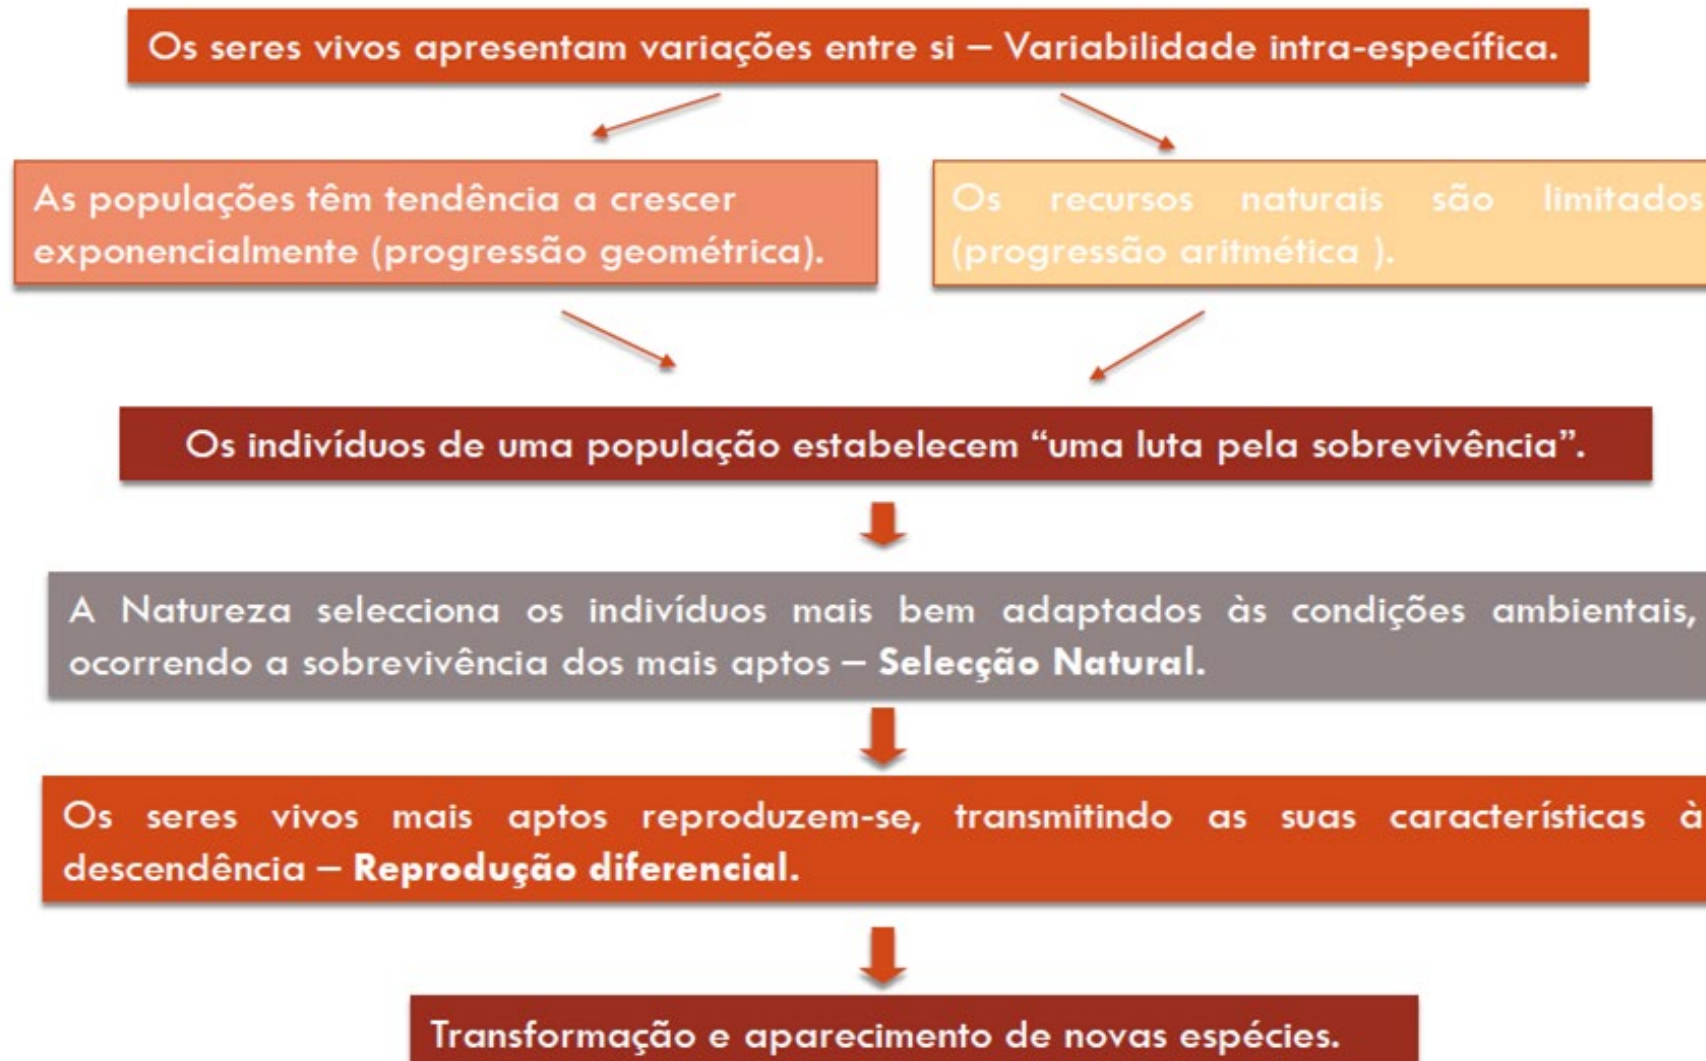 Os seres vivos apresentam variações entre si – Variabilidade intra-específica.
As populações têm tendência a crescer
exponencialmente (progressão geométrica).
Os recursos naturais são limitados
(progressão aritmética ).
Os indivíduos de uma população estabelecem “uma luta pela sobrevivência”.
A Natureza selecciona os indivíduos mais bem adaptados às condições ambientais,
ocorrendo a sobrevivência dos mais aptos – Selecção Natural.
Os seres vivos mais aptos reproduzem-se, transmitindo as suas características à
descendência – Reprodução diferencial.
Transformação e aparecimento de novas espécies.